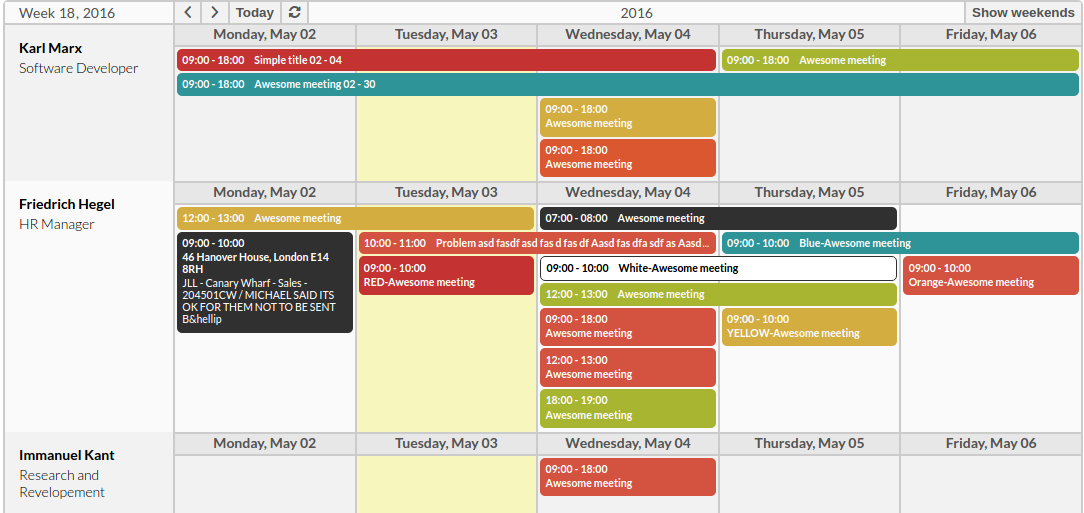 Week 18, 2016
Today
2016
Show weekends
Karl Marx
Software Developer
Monday, May 02
Tuesday, May 03
Wednesday, May 04
Thursday, May 05
Friday, May 06
09:00 - 18:00 Simple title 02 - 04
09:00 - 18:00 Awesome meeting
09:00 - 18:00 Awesome meeting 02 - 30
09:00 - 18:00
Awesome meeting
09:00 - 18:00
Awesome meeting
Friedrich Hegel
HR Manager
Monday, May 02
Tuesday, May 03
Wednesday, May 04
Thursday, May 05
Friday, May 06
12:00 - 13:00 Awesome meeting
07:00 - 08:00 Awesome meeting
09:00 - 10:00
46 Hanover House, London E14
8RH
JLL - Canary Wharf - Sales -
204501CW / MICHAEL SAID ITS
OK FOR THEM NOT TO BE SENT
B&hellip
10:00 - 11:00 Problem asd fasdf asd fas d fas df Aasd fas dfa sdf as Aasd...
09:00 - 10:00 Blue-Awesome meeting
09:00 - 10:00
RED-Awesome meeting
09:00 - 10:00 White-Awesome meeting
09:00 - 10:00
Orange-Awesome meeting
12:00 - 13:00 Awesome meeting
09:00 - 18:00
Awesome meeting
09:00 - 10:00
YELLOW-Awesome meeting
12:00 - 13:00
Awesome meeting
18:00 - 19:00
Awesome meeting
Immanuel Kant
Research and
Revelopement
Monday, May 02
Tuesday, May 03
Wednesday, May 04
Thursday, May 05
Friday, May 06
09:00 - 18:00
Awesome meeting